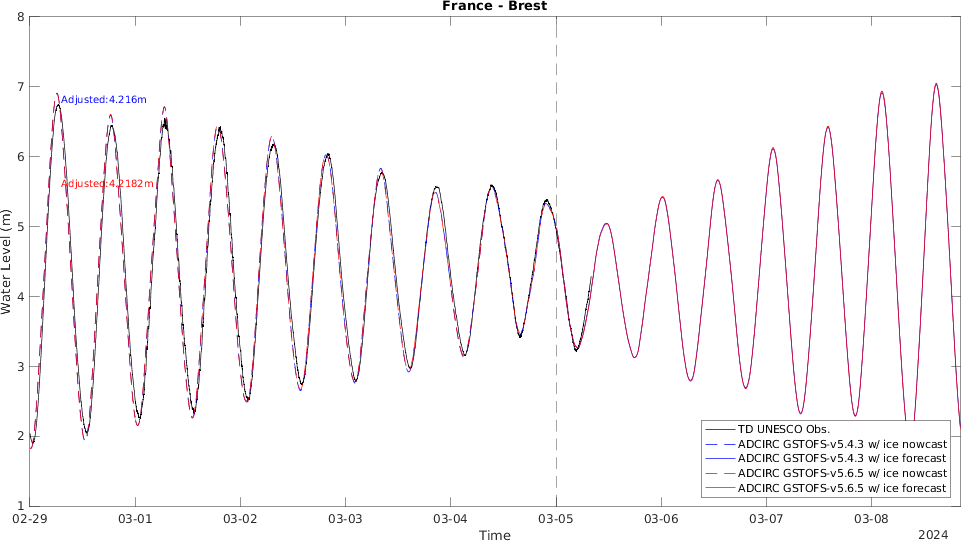 France - Brest
8
7
6
5
4
3
2
1
Water Level (m)
Adjusted:4.216m
Adjusted:4.2182m
TD UNESCO Obs.
ADCIRC GSTOFS-v5.4.3 w/ ice nowcast
ADCIRC GSTOFS-v5.4.3 w/ ice forecast
ADCIRC GSTOFS-v5.6.5 w/ ice nowcast
ADCIRC GSTOFS-v5.6.5 w/ ice forecast
02-29 03-01 03-02 03-03 03-04 03-05 03-06 03-07 03-08
Time
2024